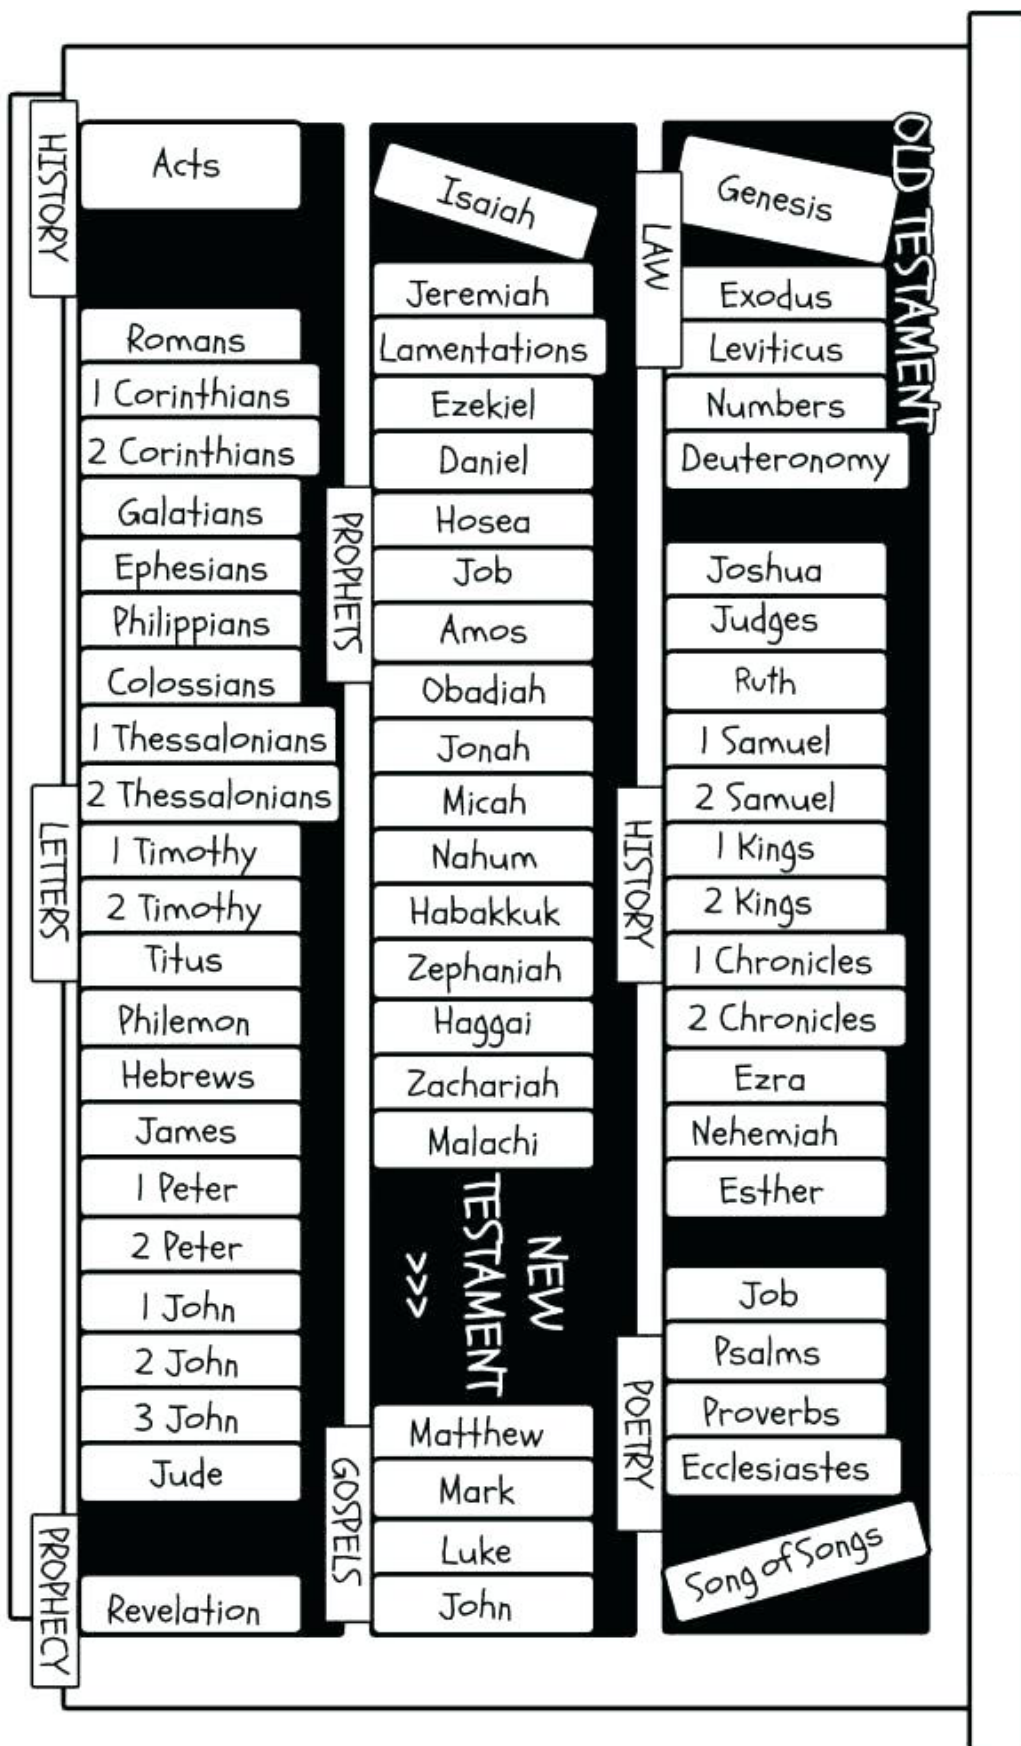 OLD TESTAMENT
LAW
Genesis
Exodus
Leviticus
Numbers
Deuteronomy
HISTORY
Joshua
Judges
Ruth
1 Samuel
2 Samuel
1 Kings
2 Kings
1 Chronicles
2 Chronicles
Ezra
Nehemiah
Esther
POETRY
Job
Psalms
Proverbs
Ecclesiastes
Song of Songs
PROPHETS
Isaiah
Jeremiah
Lamentations
Ezekiel
Daniel
Hosea
Job
Amos
Obadiah
Jonah
Micah
Nahum
Habakkuk
Zephaniah
Haggai
Zachariah
Malachi
NEW
TESTAMENT
>>>
GOSPELS
Matthew
Mark
Luke
John
HISTORY
Acts
LETTERS
Romans
1 Corinthians
2 Corinthians
Galatians
Ephesians
Philippians
Colossians
1 Thessalonians
2 Thessalonians
1 Timothy
2 Timothy
Titus
Philemon
Hebrews
James
1 Peter
2 Peter
1 John
2 John
3 John
Jude
PROPHECY
Revelation